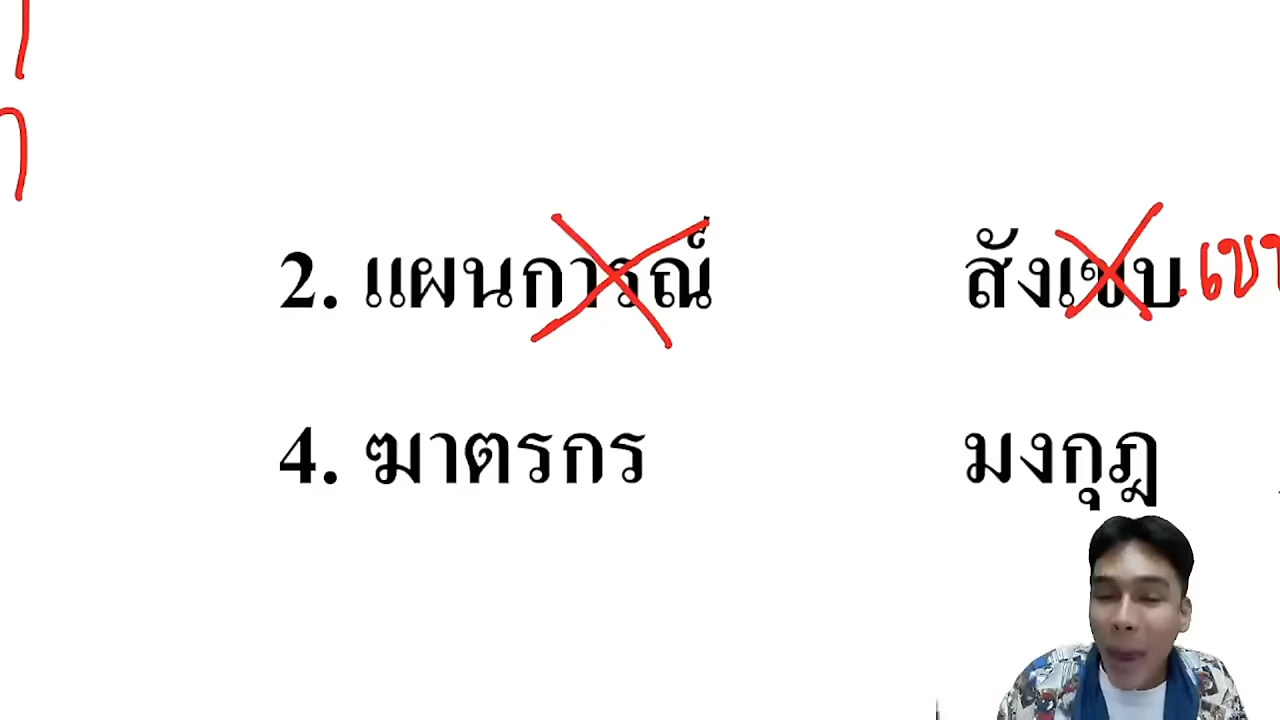 2. แผนการณ์ สังเขบ
4. ฆาตรกร มงกุฎ